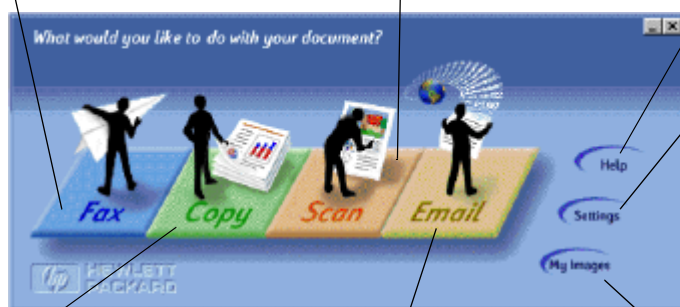 What would you like to do with your document?
Fax
Copy
Scan
Email
Help
Settings
My Images
hp HEWLETT
PACKARD